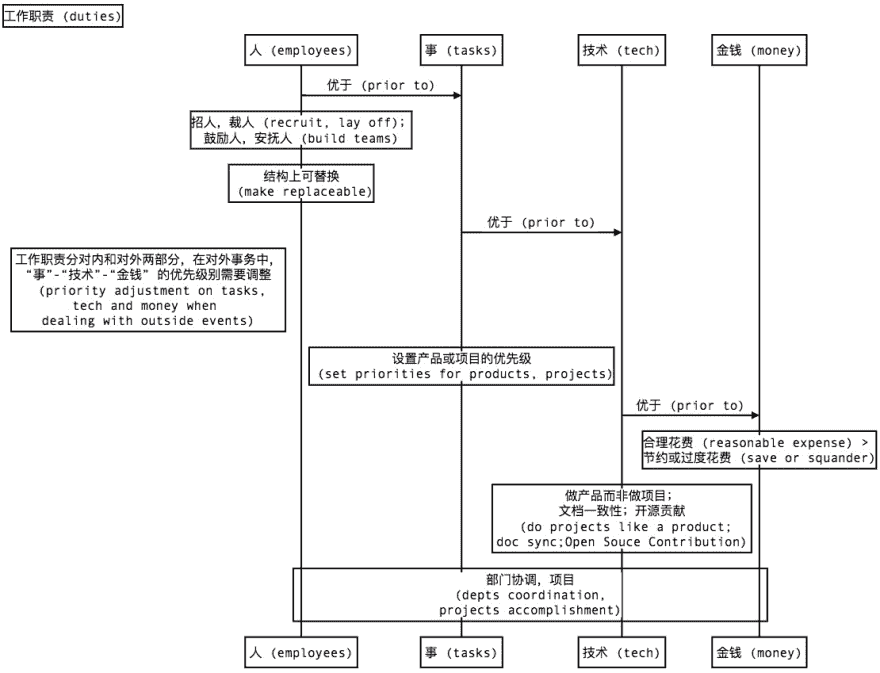 工作职责 (duties)
人 (employees)
事 (tasks)
技术 (tech)
金钱 (money)
优于 (prior to)
招人，裁人 (recruit, lay off);
鼓励人，安抚人 (build teams)
结构上可替换
(make replaceable)
优于 (prior to)
工作职责分对内和对外两部分，在对外事务中，
“事”-“技术”-“金钱” 的优先级别需要调整
(priority adjustment on tasks,
tech and money when
dealing with outside events)
设置产品或项目的优先级
(set priorities for products, projects)
优于 (prior to)
合理花费 (reasonable expense) >
节约或过度花费 (save or squander)
做产品而非做项目;
文档一致性; 开源贡献
(do projects like a product;
doc sync;Open Souce Contribution)
部门协调，项目
(depts coordination,
projects accomplishment)
人 (employees)
事 (tasks)
技术 (tech)
金钱 (money)